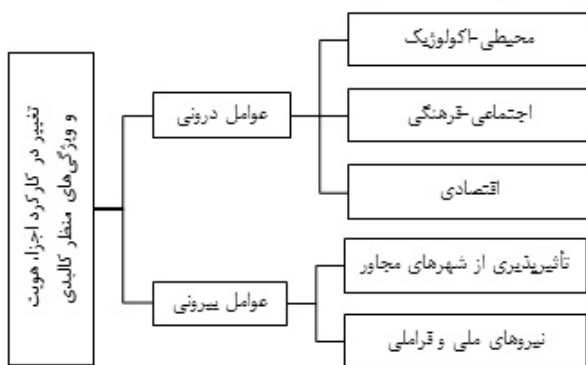 تغییر در کارکرد اجزا، هویت
و ویژگی‌های منظر کالبدی
عوامل درونی
محیطی-اکولوژیک
اجتماعی-فرهنگی
اقتصادی
عوامل بیرونی
تأثیرپذیری از شهرهای مجاور
نیروهای ملی و فراملی